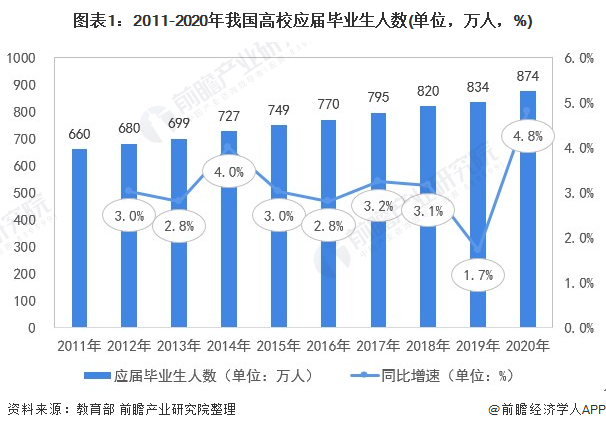 图表1：2011-2020年我国高校应届毕业生人数(单位，万人，%)
1000 6.0%
900 5.0%
800 4.0%
700 3.0%
600 2.0%
500 1.0%
400 0.0%
300
200
100
0
660 680 699 727 749 770 795 820 834 874
3.0% 2.8% 4.0% 3.0% 2.8% 3.2% 3.1% 1.7% 4.8%
2011年 2012年 2013年 2014年 2015年 2016年 2017年 2018年 2019年 2020年
应届毕业生人数（单位：万人） 同比增速（单位：%）
资料来源：教育部 前瞻产业研究院整理 @前瞻经济学人APP
前瞻产业研究院